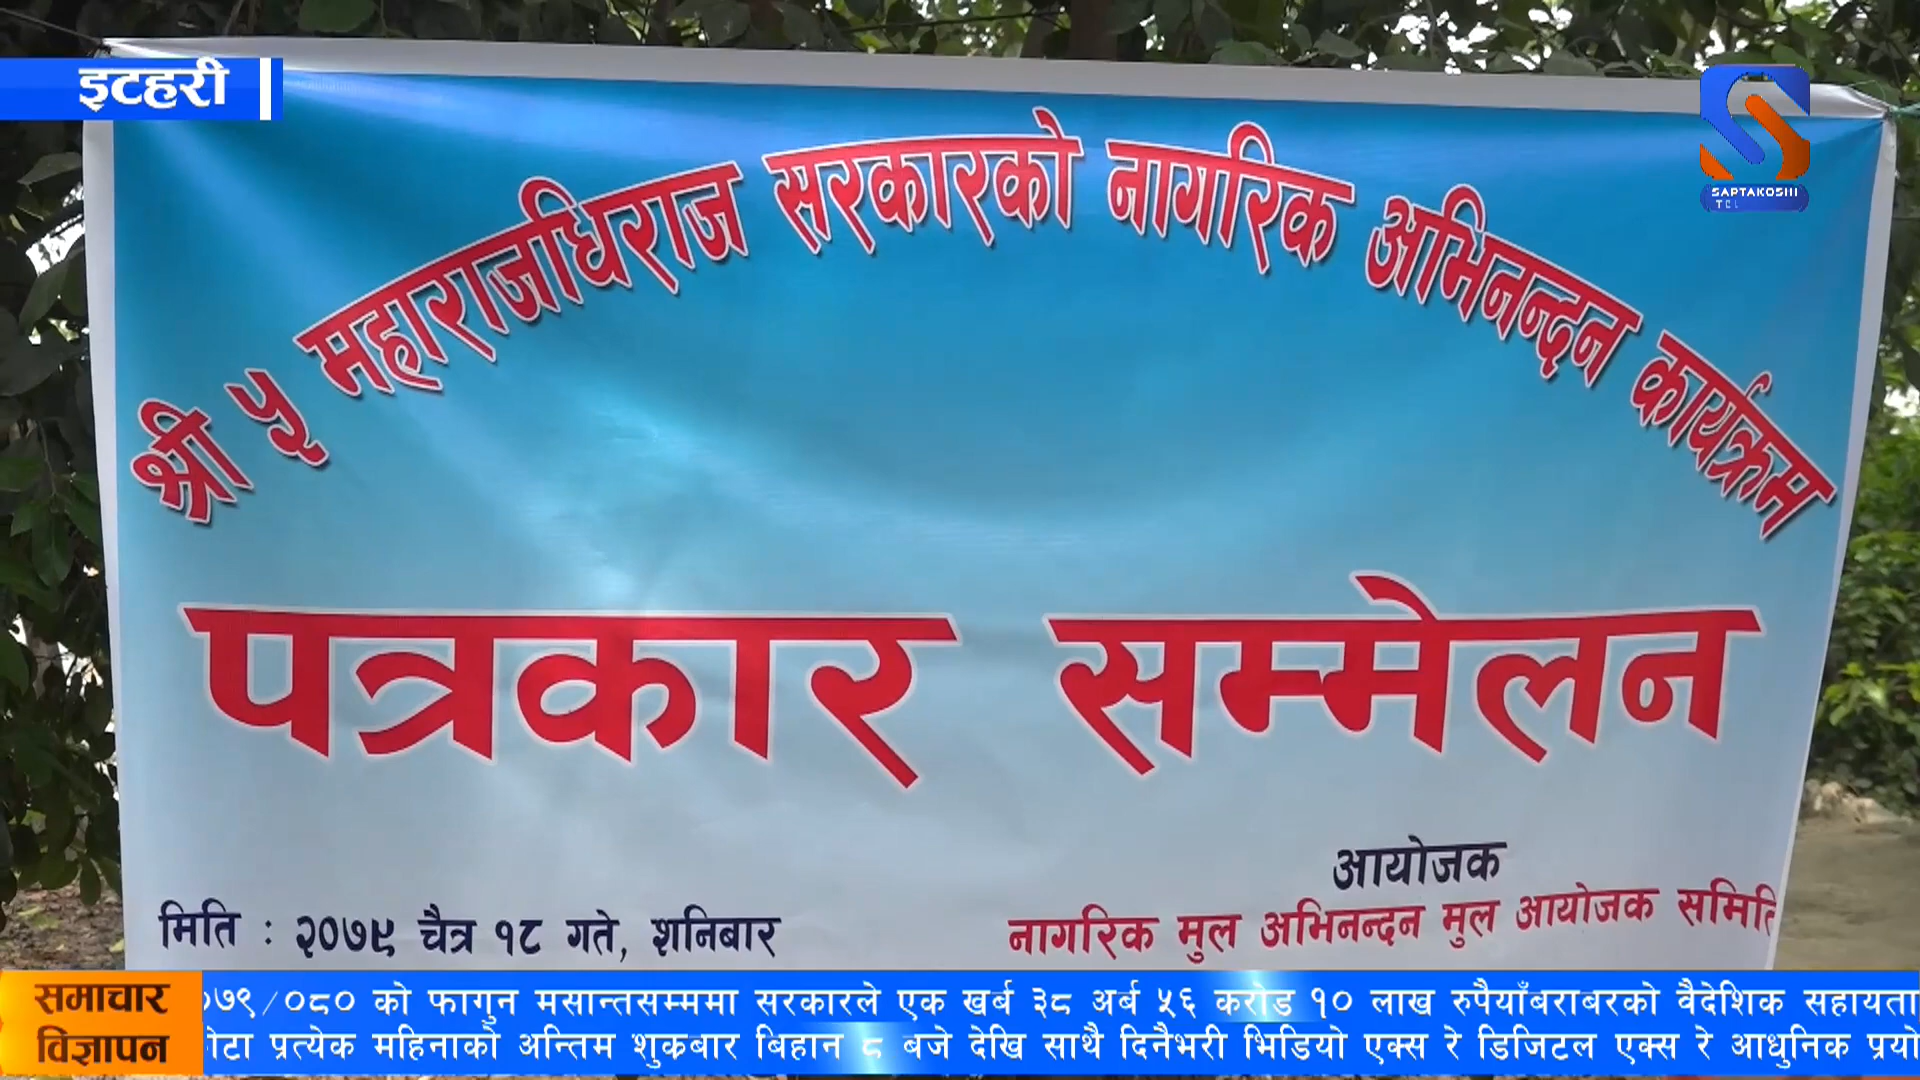 इटहरी
SAPTAKOSHI
श्री ५ महाराजधिराज सरकारको नागरिक अभिनन्दन कार्यक्रम
पत्रकार सम्मेलन
आयोजक
मिति : २०७९ चैत्र १८ गते, शनिबार
नागरिक मुल अभिनन्दन मुल आयोजक समिति
समाचार
०७९/०८० को फागुन मसान्तसम्ममा सरकारले एक खर्ब ३८ अर्ब ५६ करोड १० लाख रुपैयाँबराबरको वैदेशिक सहायता
विज्ञापन
प्रत्येक महिनाको अन्तिम शुक्रबार बिहान ८ बजे देखि साथै दिनैभरी भिडियो एक्स रे डिजिटल एक्स रे आधुनिक